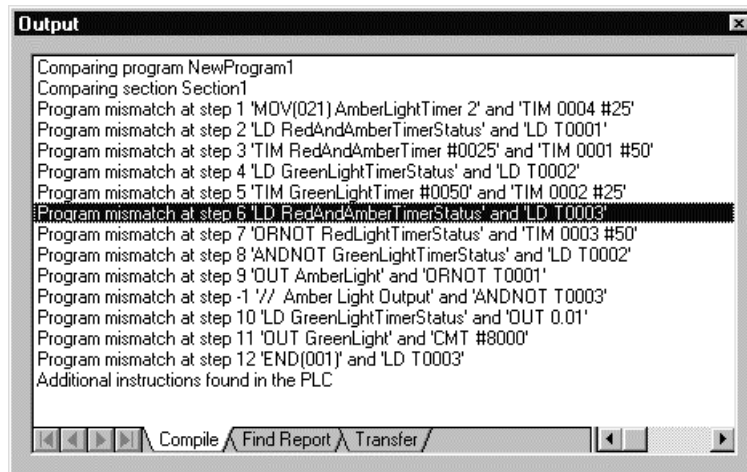 Output
Comparing program NewProgram1
Comparing section Section1
Program mismatch at step 1 'MOV(021) AmberLightTimer 2' and 'TIM 0004 #25'
Program mismatch at step 2 'LD RedAndAmberTimerStatus' and 'LD T0001'
Program mismatch at step 3 'TIM RedAndAmberTimer #0025' and 'TIM 0001 #50'
Program mismatch at step 4 'LD GreenLightTimerStatus' and 'LD T0002'
Program mismatch at step 5 'TIM GreenLightTimer #0050' and 'TIM 0002 #25'
Program mismatch at step 6 'LD RedAndAmberTimerStatus' and 'LD T0003'
Program mismatch at step 7 'ORNOT RedLightTimerStatus' and 'TIM 0003 #50'
Program mismatch at step 8 'ANDNOT GreenLightTimerStatus' and 'LD T0002'
Program mismatch at step 9 'OUT AmberLight' and 'ORNOT T0001'
Program mismatch at step -1 '// Amber Light Output' and 'ANDNOT T0003'
Program mismatch at step 10 'LD GreenLightTimerStatus' and 'OUT 0.01'
Program mismatch at step 11 'OUT GreenLight' and 'CMT #8000'
Program mismatch at step 12 'END(001)' and 'LD T0003'
Additional instructions found in the PLC
Compile Find Report Transfer